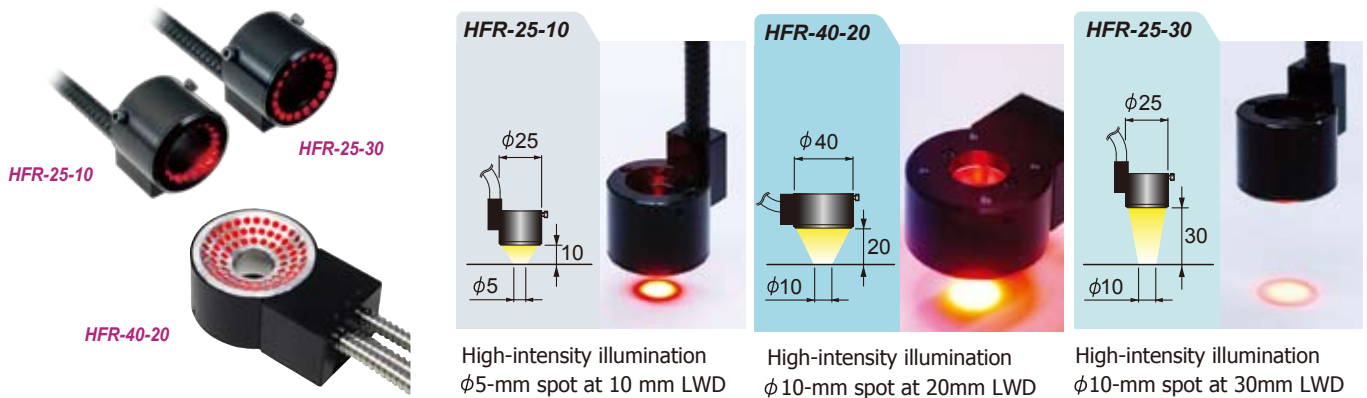 HFR-25-10
HFR-25-30
HFR-40-20
HFR-25-10
ϕ25
10
ϕ5
High-intensity illumination
ϕ5-mm spot at 10 mm LWD
HFR-40-20
ϕ40
20
ϕ10
High-intensity illumination
ϕ10-mm spot at 20mm LWD
HFR-25-30
ϕ25
30
ϕ10
High-intensity illumination
ϕ10-mm spot at 30mm LWD